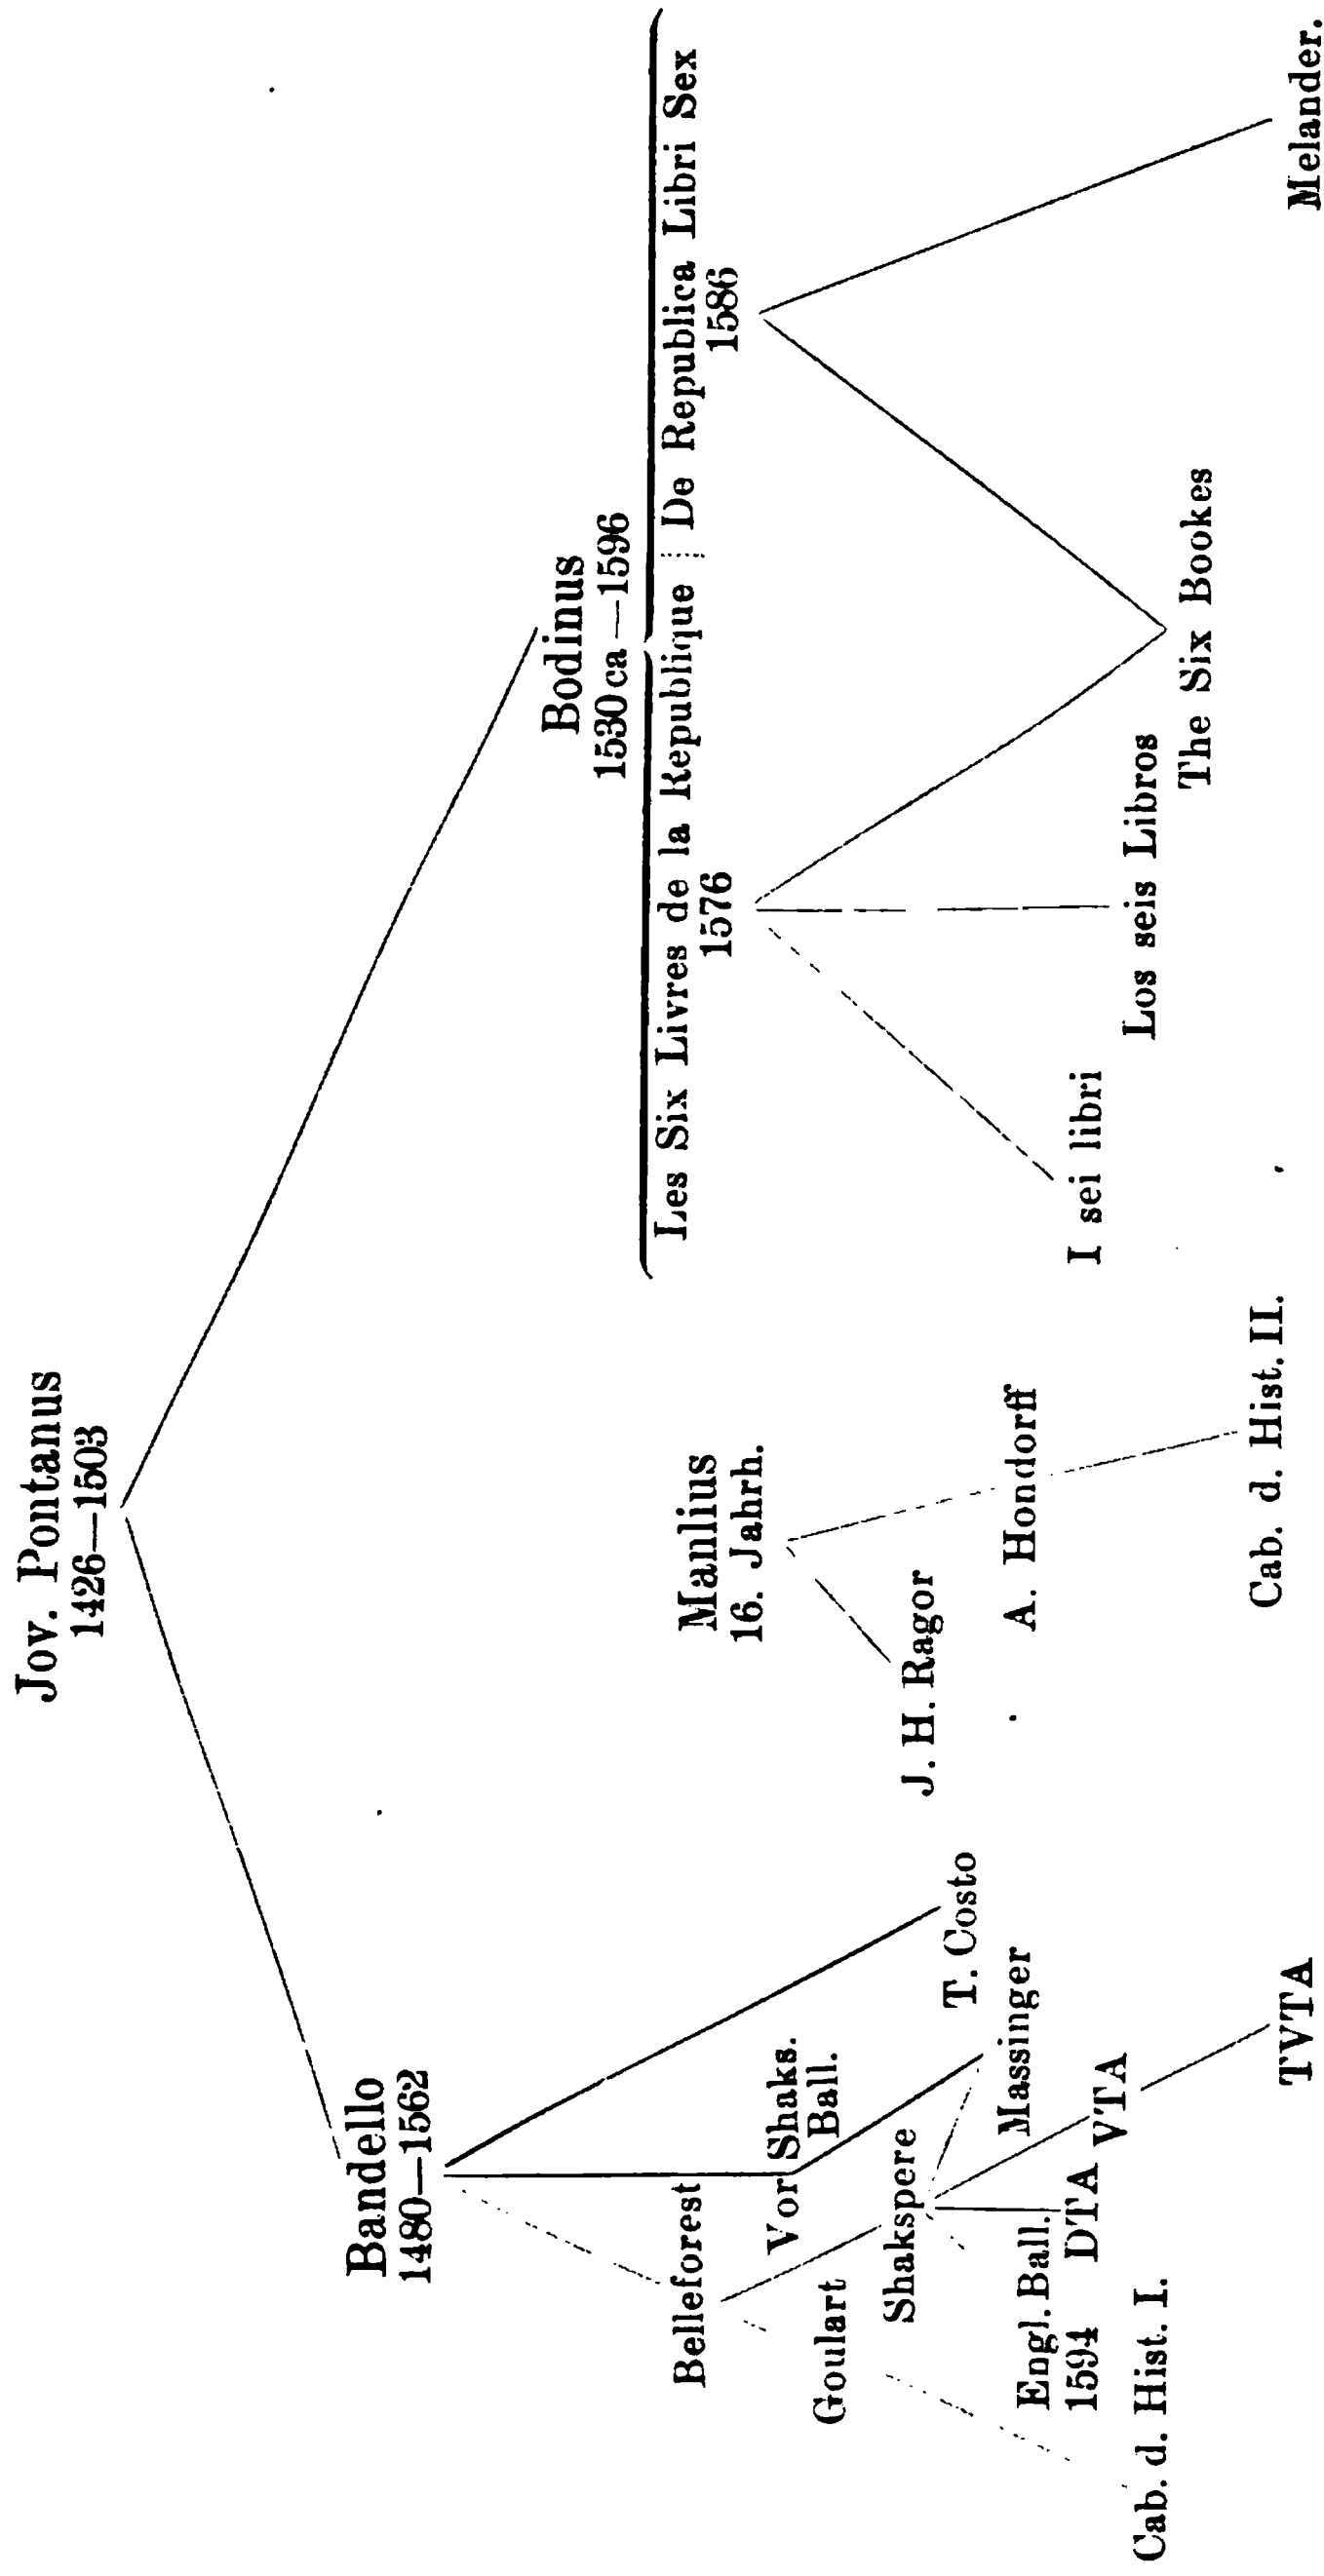 Jov. Pontanus
1426—1503
Bandello
1480—1562
Bodinus
1530 ca—1596
Les Six Livres de la Republique
1576
De Republica Libri Sex
1586
Manlius
16. Jahrh.
Belleforest
Vor Shaks.
Ball.
Goulart
Shakspere
J. H. Ragor
T. Costo
Massinger
A. Hondorff
Engl. Ball.
1594
DTA
VTA
I sei libri
Los seis Libros
The Six Bookes
Cab. d. Hist. I.
Cab. d. Hist. II.
TVTA
Melander.